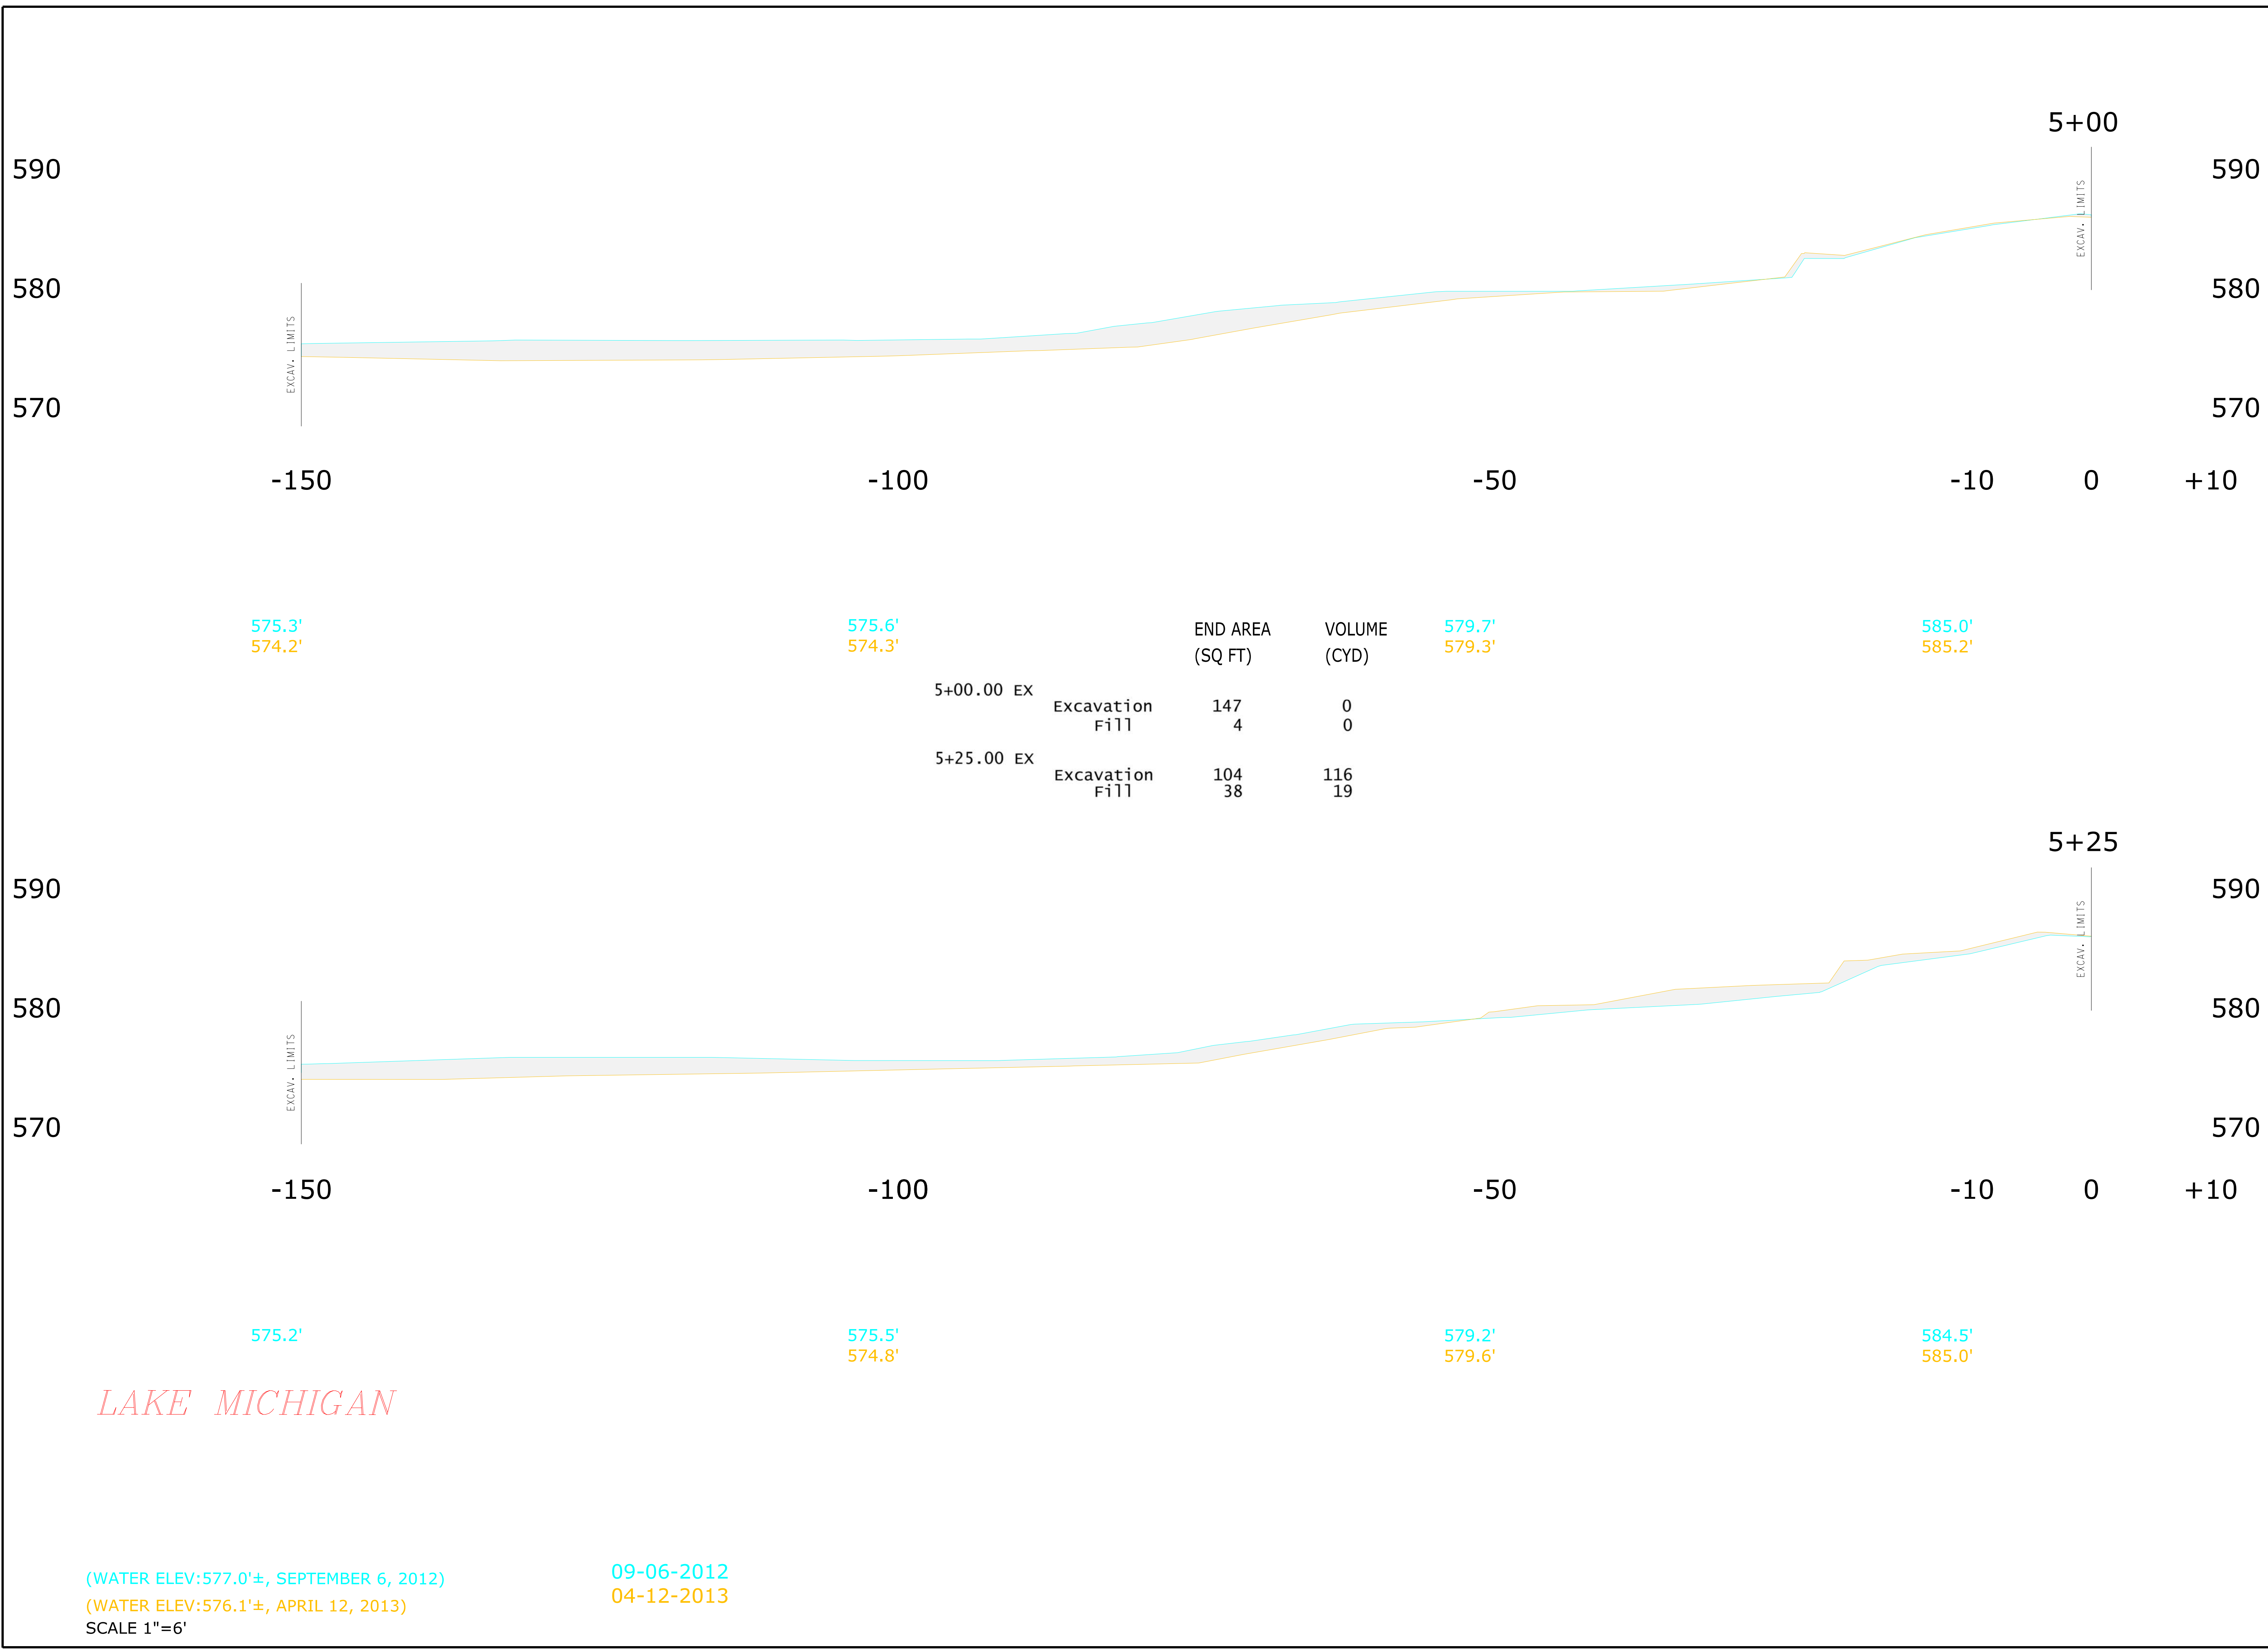 5+00
590 590
EXCAV. LIMITS
580 580
EXCAV. LIMITS
570 570
-150 -100 -50 -10 0 +10
575.3' 575.6' 579.7' 585.0'
574.2' 574.3' 579.3' 585.2'
END AREA VOLUME
(SQ FT) (CYD)
5+00.00 EX
Excavation 147 0
Fill 4 0
5+25.00 EX
Excavation 104 116
Fill 38 19
5+25
590 590
EXCAV. LIMITS
580 580
EXCAV. LIMITS
570 570
-150 -100 -50 -10 0 +10
575.2' 575.5' 579.2' 584.5'
574.8' 579.6' 585.0'
LAKE MICHIGAN
(WATER ELEV:577.0'±, SEPTEMBER 6, 2012) 09-06-2012
(WATER ELEV:576.1'±, APRIL 12, 2013) 04-12-2013
SCALE 1"=6'